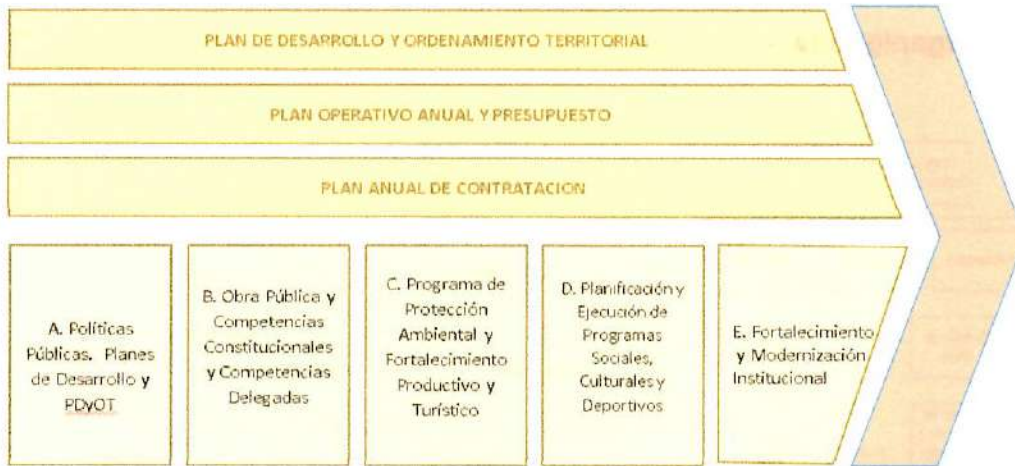 PLAN DE DESARROLLO Y ORDENAMIENTO TERRITORIAL
PLAN OPERATIVO ANUAL Y PRESUPUESTO
PLAN ANUAL DE CONTRATACION
A. Políticas
Públicas. Planes
de Desarrollo y
PDyOT
B. Obra Pública y
Competencias
Constitucionales
y Competencias
Delegadas
C. Programa de
Protección
Ambiental y
Fortalecimiento
Productivo y
Turístico
D. Planificación y
Ejecución de
Programas
Sociales,
Culturales y
Deportivos
E. Fortalecimiento
y Modernización
Institucional